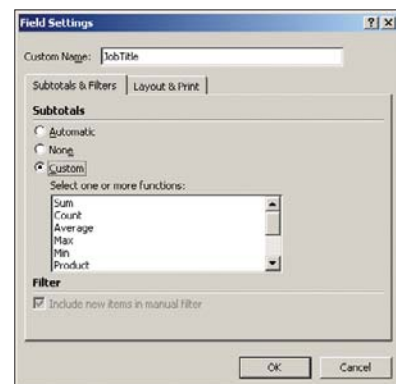 Field Settings
Custom Name: JobTitle
Subtotals & Filters
Layout & Print
Subtotals
Automatic
None
Custom
Select one or more functions:
Sum
Count
Average
Max
Min
Product
Filter
Include new items in manual filter
OK
Cancel